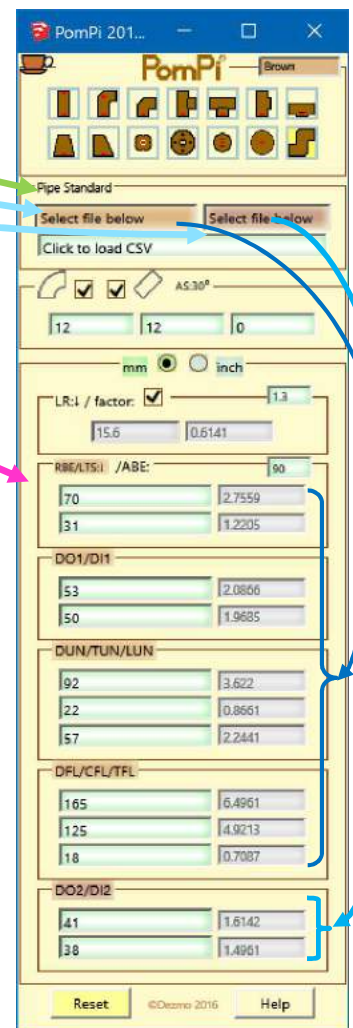 PomPi 201...
PomPi Brown
Pipe Standard
Select file below Select file below
Click to load CSV
AS:30°
12 12 0
mm inch
LR:↓ / factor: 1.3
15.6 0.6141
RBE/LTS:↓ /ABE: 90
70 2.7559
31 1.2205
DO1/DI1
53 2.0866
50 1.9685
DUN/TUN/LUN
92 3.622
22 0.8661
57 2.2441
DFL/CFL/TFL
165 6.4961
125 4.9213
18 0.7087
DO2/DI2
41 1.6142
38 1.4961
Reset ©Dezmo 2016 Help